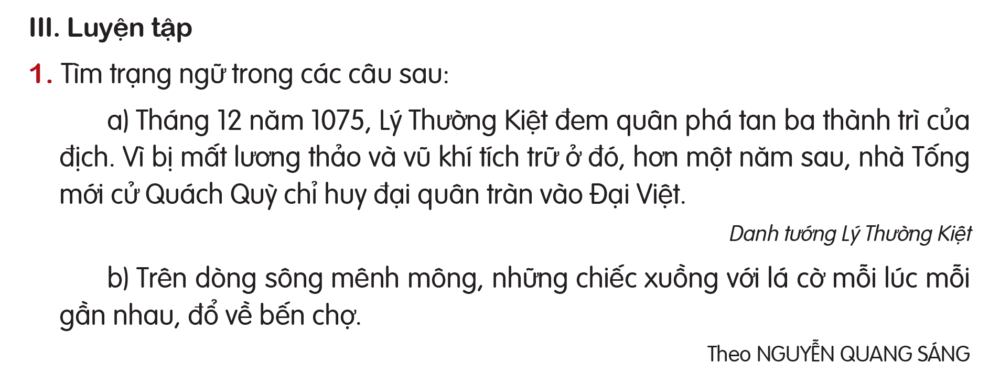 III. Luyện tập
1. Tìm trạng ngữ trong các câu sau:
a) Tháng 12 năm 1075, Lý Thường Kiệt đem quân phá tan ba thành trì của
địch. Vì bị mất lương thảo và vũ khí tích trữ ở đó, hơn một năm sau, nhà Tống
mới cử Quách Quỳ chỉ huy đại quân tràn vào Đại Việt.
Danh tướng Lý Thường Kiệt
b) Trên dòng sông mênh mông, những chiếc xuồng với lá cờ mỗi lúc mỗi
gần nhau, đổ về bến chợ.
Theo NGUYỄN QUANG SÁNG